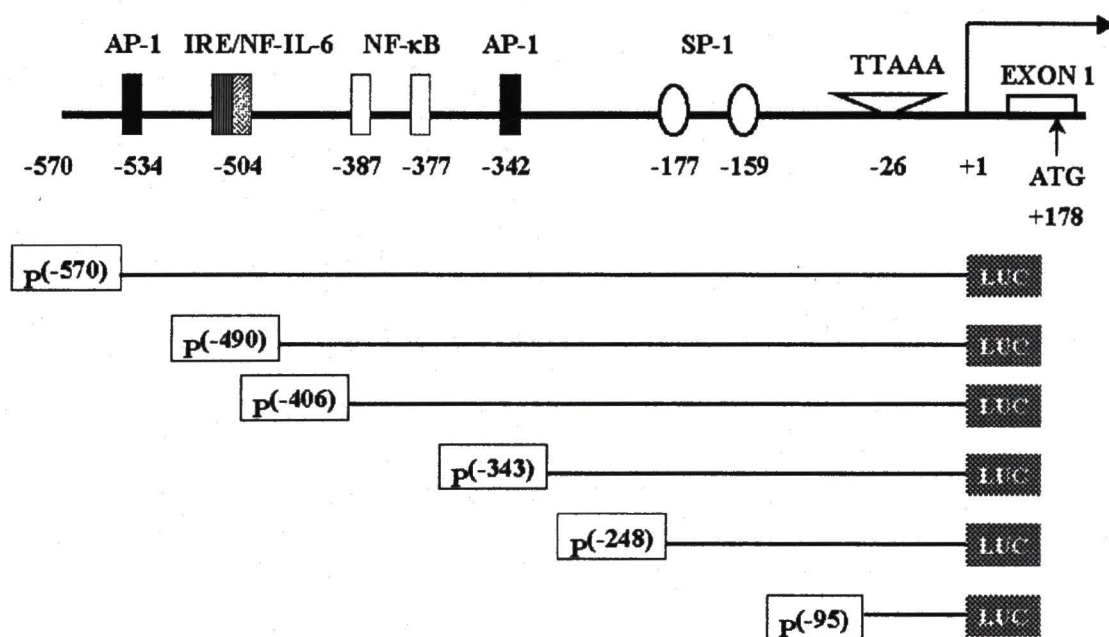 AP-1 IRE/NF-IL-6 NF-κB AP-1 SP-1 TTAAA EXON 1
-570 -534 -504 -387 -377 -342 -177 -159 -26 +1 ATG
+178
P(-570) LUC
P(-490) LUC
P(-406) LUC
P(-343) LUC
P(-248) LUC
P(-95) LUC